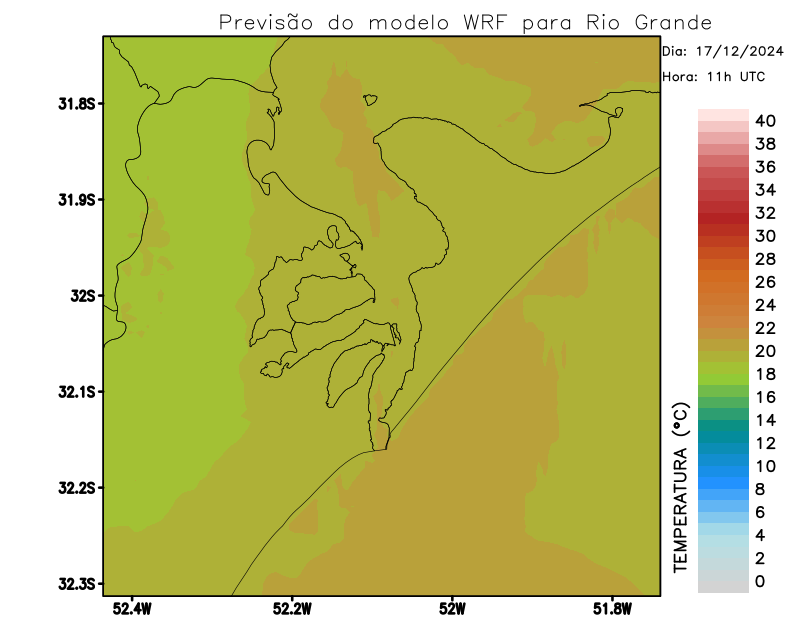 Previsão do modelo WRF para Rio Grande
Dia: 17/12/2024
Hora: 11h UTC
31.8S
31.9S
32S
32.1S
32.2S
32.3S
52.4W
52.2W
52W
51.8W
TEMPERATURA (°C)
40
38
36
34
32
30
28
26
24
22
20
18
16
14
12
10
8
6
4
2
0